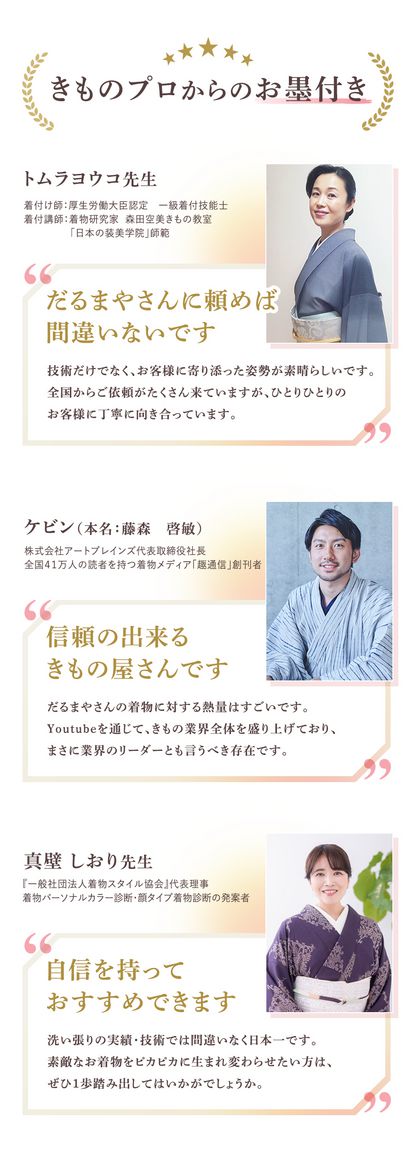 きものプロからのお墨付き
トムラヨウコ先生
着付け師：厚生労働大臣認定　一級着付技能士
着付講師：着物研究家　森田空美きもの教室
「日本の装美学院」師範
だるまやさんに頼めば
間違いないです
技術だけでなく、お客様に寄り添った姿勢が素晴らしいです。
全国からご依頼がたくさん来ていますが、ひとりひとりの
お客様に丁寧に向き合っています。
ケビン（本名：藤森　啓敏）
株式会社アートブレインズ代表取締役社長
全国41万人の読者を持つ着物メディア「趣通信」創刊者
信頼の出来る
きもの屋さんです
だるまやさんの着物に対する熱量はすごいです。
Youtubeを通じて、きもの業界全体を盛り上げており、
まさに業界のリーダーとも言うべき存在です。
真壁 しおり先生
『一般社団法人着物スタイル協会』代表理事
着物パーソナルカラー診断・顔タイプ着物診断の発案者
自信を持って
おすすめできます
洗い張りの実績・技術では間違いなく日本一です。
素敵なお着物をピカピカに生まれ変わらせたい方は、
ぜひ1歩踏み出してはいかがでしょうか。